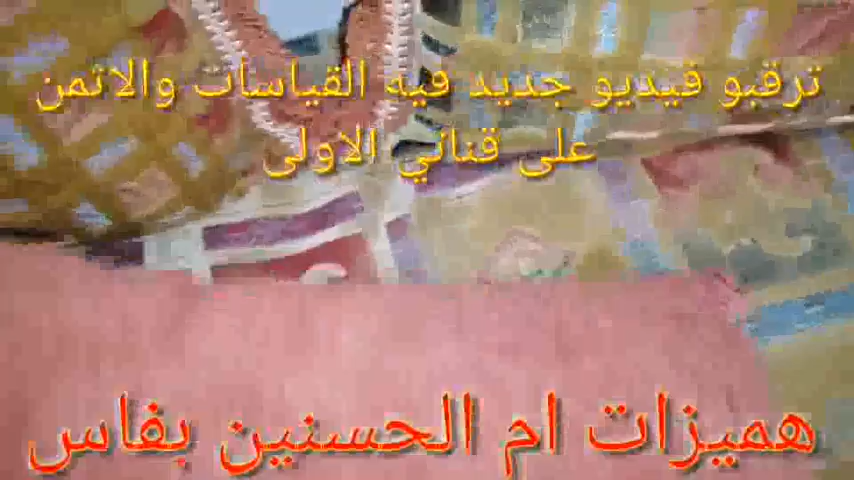 ترقبو فيديو جديد فيه القياسات والاتمن
على قناتي الاولى
هميزات ام الحسنين بفاس